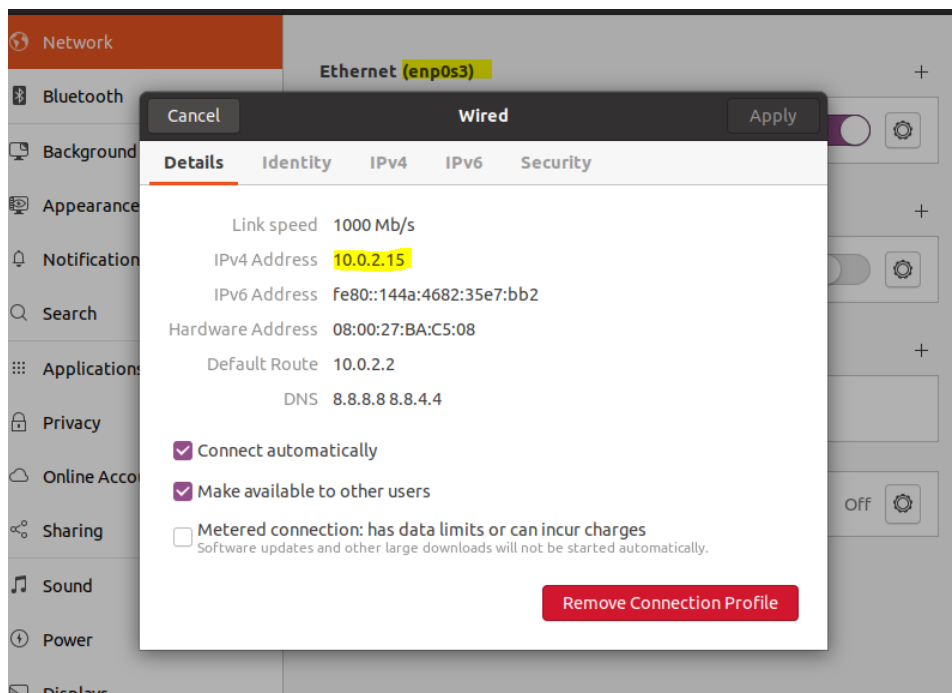 Network
Bluetooth
Background
Appearance
Notification
Search
Applications
Privacy
Online Acco
Sharing
Sound
Power
Displays
Ethernet (enp0s3)
+
Cancel
Wired
Apply
Details Identity IPv4 IPv6 Security
Link speed 1000 Mb/s
IPv4 Address 10.0.2.15
IPv6 Address fe80::144a:4682:35e7:bb2
Hardware Address 08:00:27:BA:C5:08
Default Route 10.0.2.2
DNS 8.8.8.8 8.8.4.4
Connect automatically
Make available to other users
Metered connection: has data limits or can incur charges
Software updates and other large downloads will not be started automatically.
Remove Connection Profile
+
+
Off